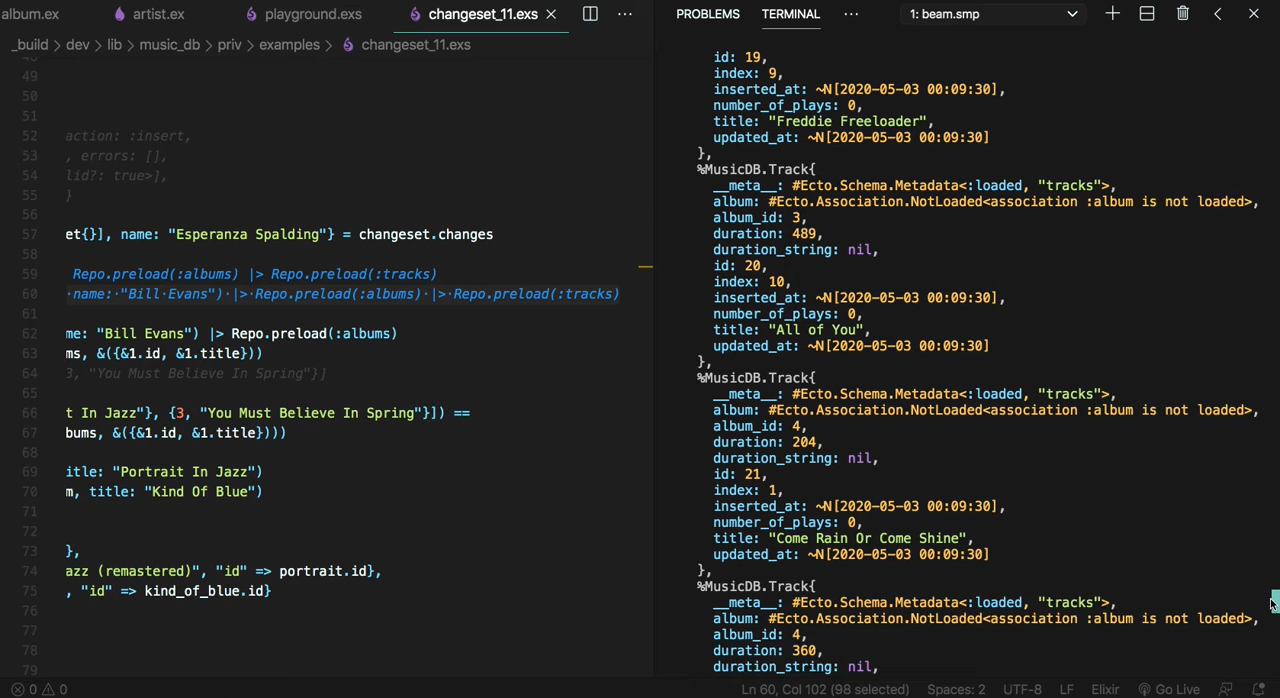 album.ex artist.ex playground.exs changeset_11.exs
PROBLEMS TERMINAL 1: beam.smp
_build > dev > lib > music_db > priv > examples > changeset_11.exs
49
50
51
52 action: :insert,
53 , errors: [],
54 lid?: true>],
55 }
56
57 et{}], name: "Esperanza Spalding"} = changeset.changes
58
59 Repo.preload(:albums) |> Repo.preload(:tracks)
60 ·name:·"Bill·Evans")·|>·Repo.preload(:albums)·|>·Repo.preload(:tracks)
61
62 me: "Bill Evans") |> Repo.preload(:albums)
63 ms, &({&1.id, &1.title}))
64 3, "You Must Believe In Spring"}]
65
66 t In Jazz"}, {3, "You Must Believe In Spring"}]) ==
67 bums, &({&1.id, &1.title})))
68
69 itle: "Portrait In Jazz")
70 m, title: "Kind Of Blue")
71
72
73 },
74 azz (remastered)", "id" => portrait.id},
75 , "id" => kind_of_blue.id}
76
77
78
79
id: 19,
index: 9,
inserted_at: ~N[2020-05-03 00:09:30],
number_of_plays: 0,
title: "Freddie Freeloader",
updated_at: ~N[2020-05-03 00:09:30]
},
%MusicDB.Track{
__meta__: #Ecto.Schema.Metadata<:loaded, "tracks">,
album: #Ecto.Association.NotLoaded<association :album is not loaded>,
album_id: 3,
duration: 489,
duration_string: nil,
id: 20,
index: 10,
inserted_at: ~N[2020-05-03 00:09:30],
number_of_plays: 0,
title: "All of You",
updated_at: ~N[2020-05-03 00:09:30]
},
%MusicDB.Track{
__meta__: #Ecto.Schema.Metadata<:loaded, "tracks">,
album: #Ecto.Association.NotLoaded<association :album is not loaded>,
album_id: 4,
duration: 204,
duration_string: nil,
id: 21,
index: 1,
inserted_at: ~N[2020-05-03 00:09:30],
number_of_plays: 0,
title: "Come Rain Or Come Shine",
updated_at: ~N[2020-05-03 00:09:30]
},
%MusicDB.Track{
__meta__: #Ecto.Schema.Metadata<:loaded, "tracks">,
album: #Ecto.Association.NotLoaded<association :album is not loaded>,
album_id: 4,
duration: 360,
duration_string: nil,
0 0 Ln 60, Col 102 (98 selected) Spaces: 2 UTF-8 LF Elixir Go Live